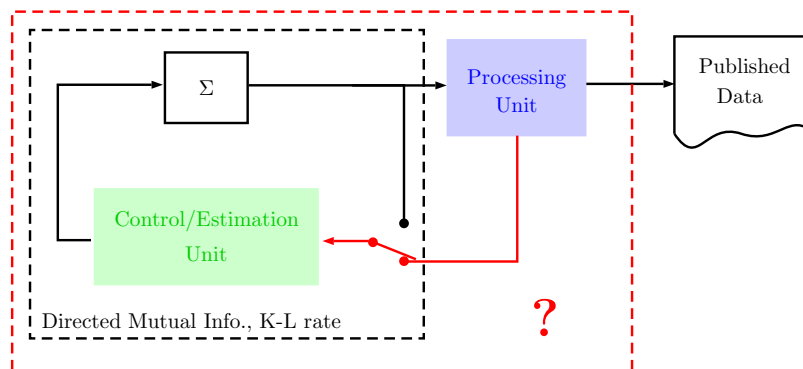 Σ
Processing
Unit
Published
Data
Control/Estimation
Unit
Directed Mutual Info., K-L rate
?